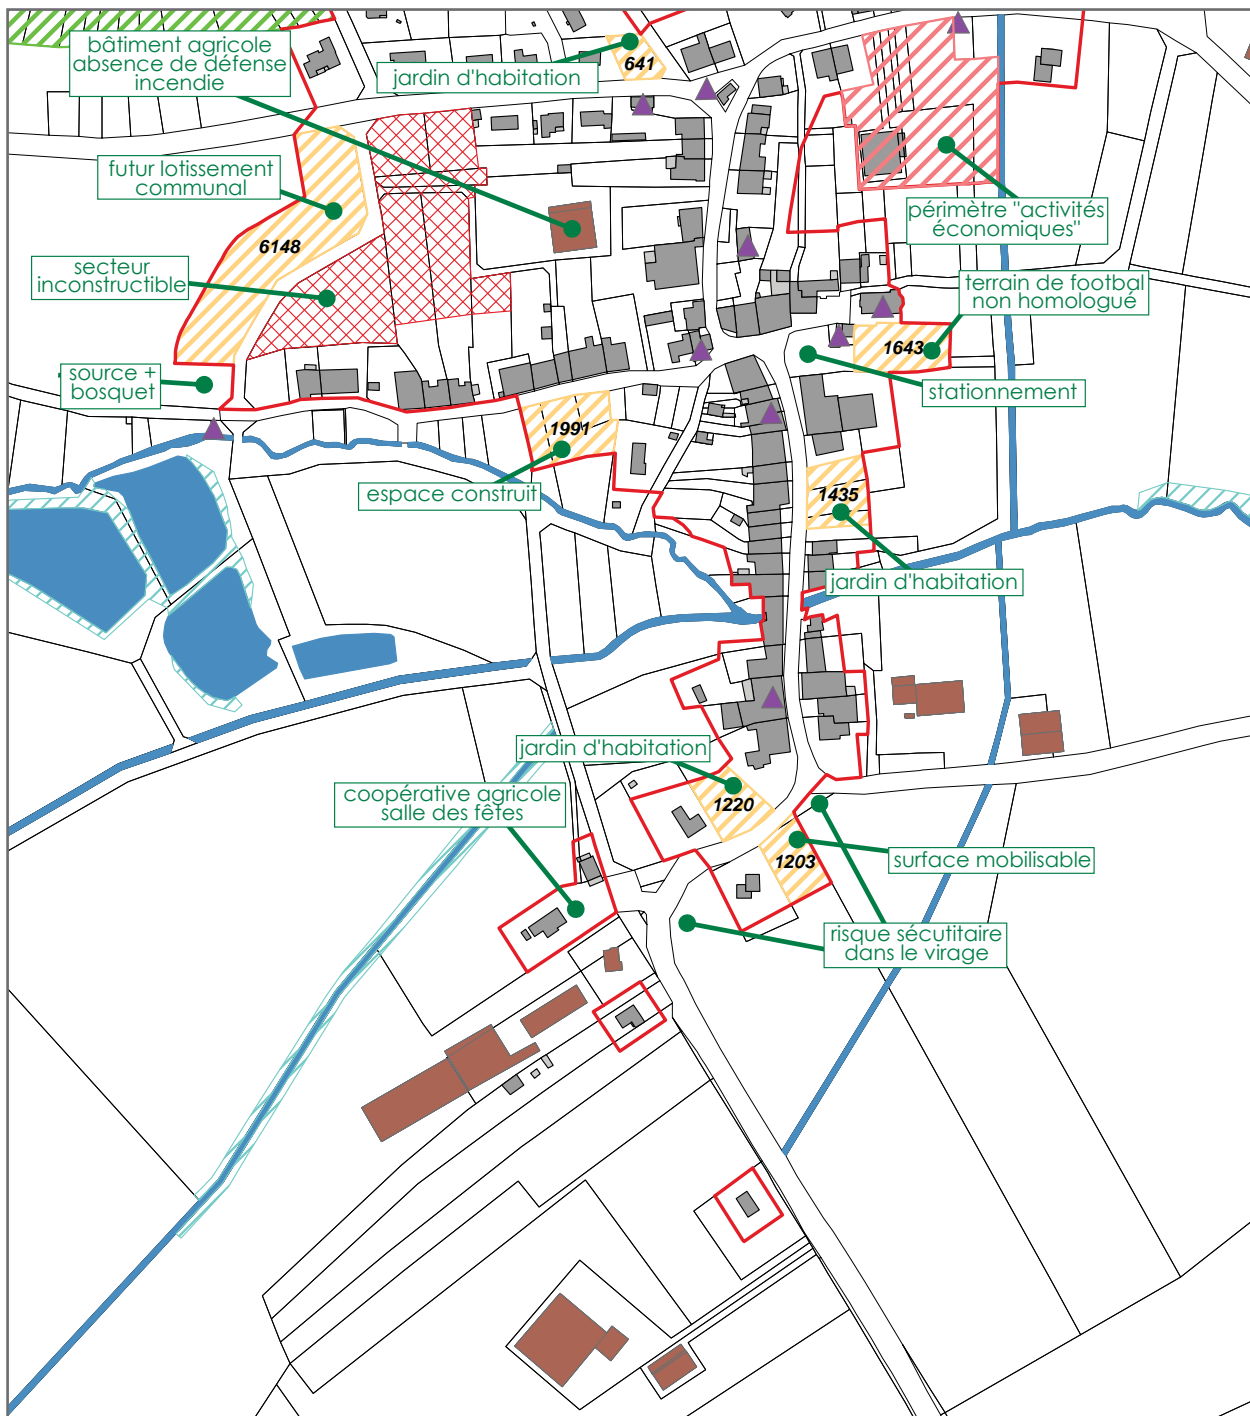 bâtiment agricole
absence de défense
incendie
jardin d'habitation
641
futur lotissement
communal
6148
secteur
inconstructible
source +
bosquet
périmètre "activités
économiques"
terrain de footbal
non homologué
1643
stationnement
1991
espace construit
1435
jardin d'habitation
jardin d'habitation
1220
coopérative agricole
salle des fêtes
1203
surface mobilisable
risque sécutitaire
dans le virage